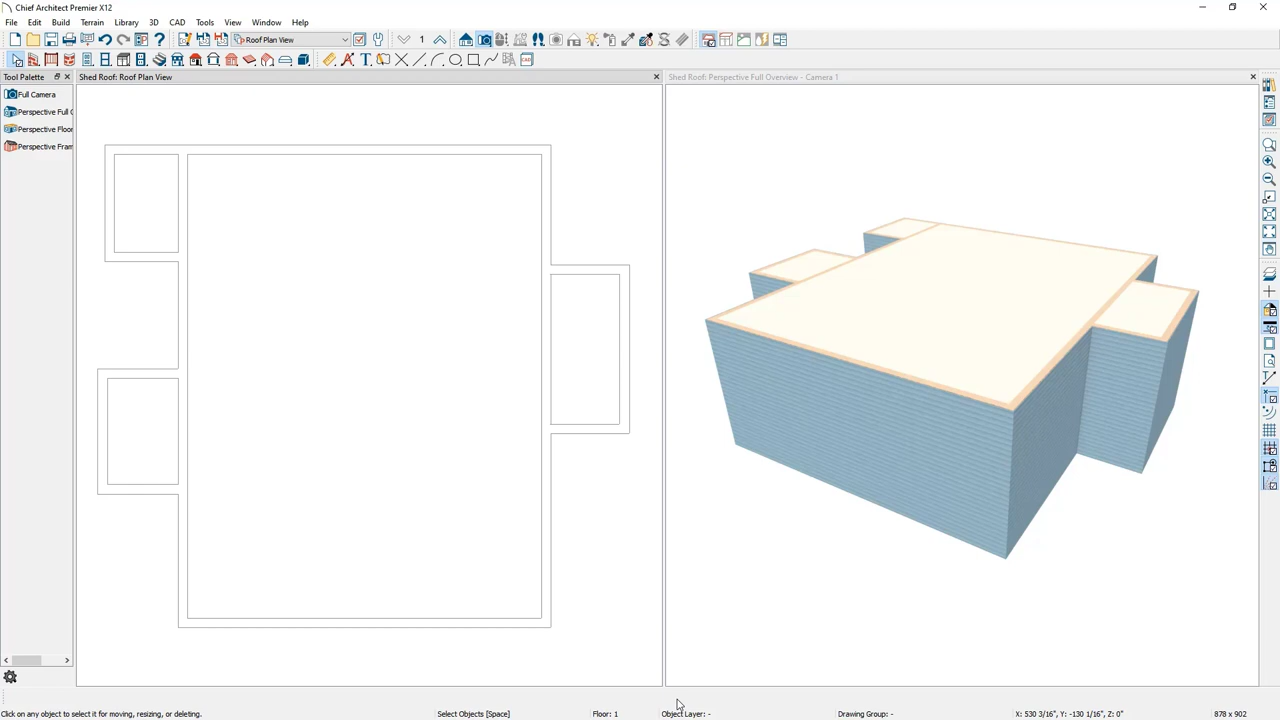 Chief Architect Premier X12
File Edit Build Terrain Library 3D CAD Tools View Window Help
Roof Plan View 1
Tool Palette
Shed Roof: Roof Plan View
Shed Roof: Perspective Full Overview - Camera 1
Full Camera
Perspective Full
Perspective Floor
Perspective Fram
Click on any object to select it for moving, resizing, or deleting. Select Objects [Space] Floor: 1 Object Layer: - Drawing Group: - X: 530 3/16", Y: -130 1/16", Z: 0" 878 x 902